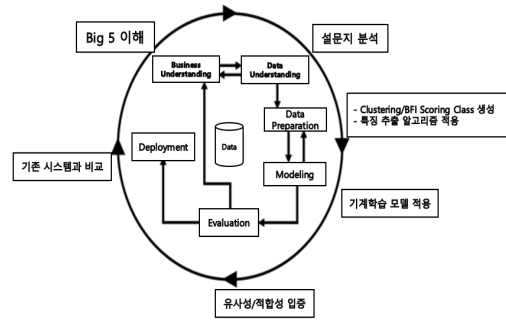 Big 5 이해
설문지 분석
Business
Understanding
Data
Understanding
- Clustering/BFI Scoring Class 생성
- 특징 추출 알고리즘 적용
Data
Preparation
Deployment
Data
기존 시스템과 비교
Modeling
기계학습 모델 적용
Evaluation
유사성/적합성 입증